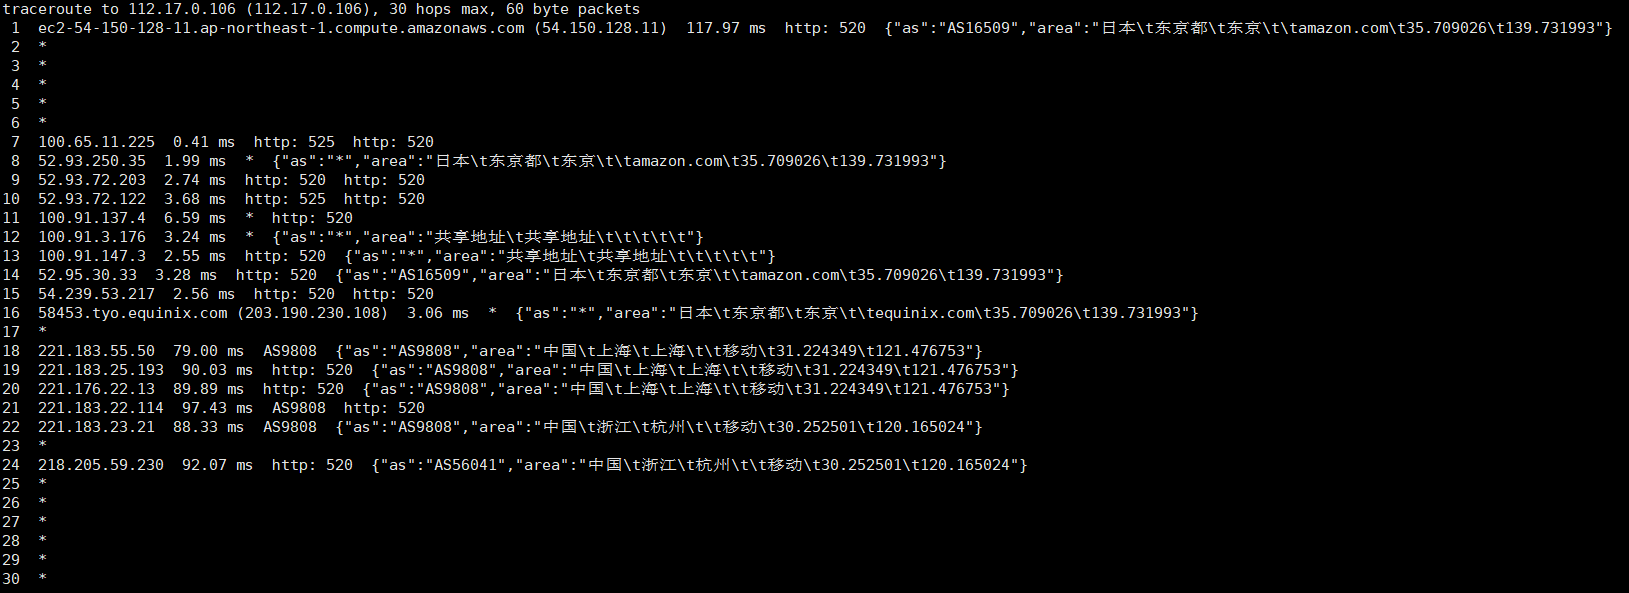 traceroute to 112.17.0.106 (112.17.0.106), 30 hops max, 60 byte packets
1 ec2-54-150-128-11.ap-northeast-1.compute.amazonaws.com (54.150.128.11) 117.97 ms http: 520 {"as":"AS16509","area":"日本\t东京都\t东京\t\tamazon.com\t35.709026\t139.731993"}
2 *
3 *
4 *
5 *
6 *
7 100.65.11.225 0.41 ms http: 525 http: 520
8 52.93.250.35 1.99 ms * {"as":"*","area":"日本\t东京都\t东京\t\tamazon.com\t35.709026\t139.731993"}
9 52.93.72.203 2.74 ms http: 520 http: 520
10 52.93.72.122 3.68 ms http: 525 http: 520
11 100.91.137.4 6.59 ms * http: 520
12 100.91.3.176 3.24 ms * {"as":"*","area":"共享地址\t共享地址\t\t\t\t\t"}
13 100.91.147.3 2.55 ms http: 520 {"as":"*","area":"共享地址\t共享地址\t\t\t\t\t"}
14 52.95.30.33 3.28 ms http: 520 {"as":"AS16509","area":"日本\t东京都\t东京\t\tamazon.com\t35.709026\t139.731993"}
15 54.239.53.217 2.56 ms http: 520 http: 520
16 58453.tyo.equinix.com (203.190.230.108) 3.06 ms * {"as":"*","area":"日本\t东京都\t东京\t\tequinix.com\t35.709026\t139.731993"}
17 *
18 221.183.55.50 79.00 ms AS9808 {"as":"AS9808","area":"中国\t上海\t上海\t\t移动\t31.224349\t121.476753"}
19 221.183.25.193 90.03 ms http: 520 {"as":"AS9808","area":"中国\t上海\t上海\t\t移动\t31.224349\t121.476753"}
20 221.176.22.13 89.89 ms http: 520 {"as":"AS9808","area":"中国\t上海\t上海\t\t移动\t31.224349\t121.476753"}
21 221.183.22.114 97.43 ms AS9808 http: 520
22 221.183.23.21 88.33 ms AS9808 {"as":"AS9808","area":"中国\t浙江\t杭州\t\t移动\t30.252501\t120.165024"}
23 *
24 218.205.59.230 92.07 ms http: 520 {"as":"AS56041","area":"中国\t浙江\t杭州\t\t移动\t30.252501\t120.165024"}
25 *
26 *
27 *
28 *
29 *
30 *